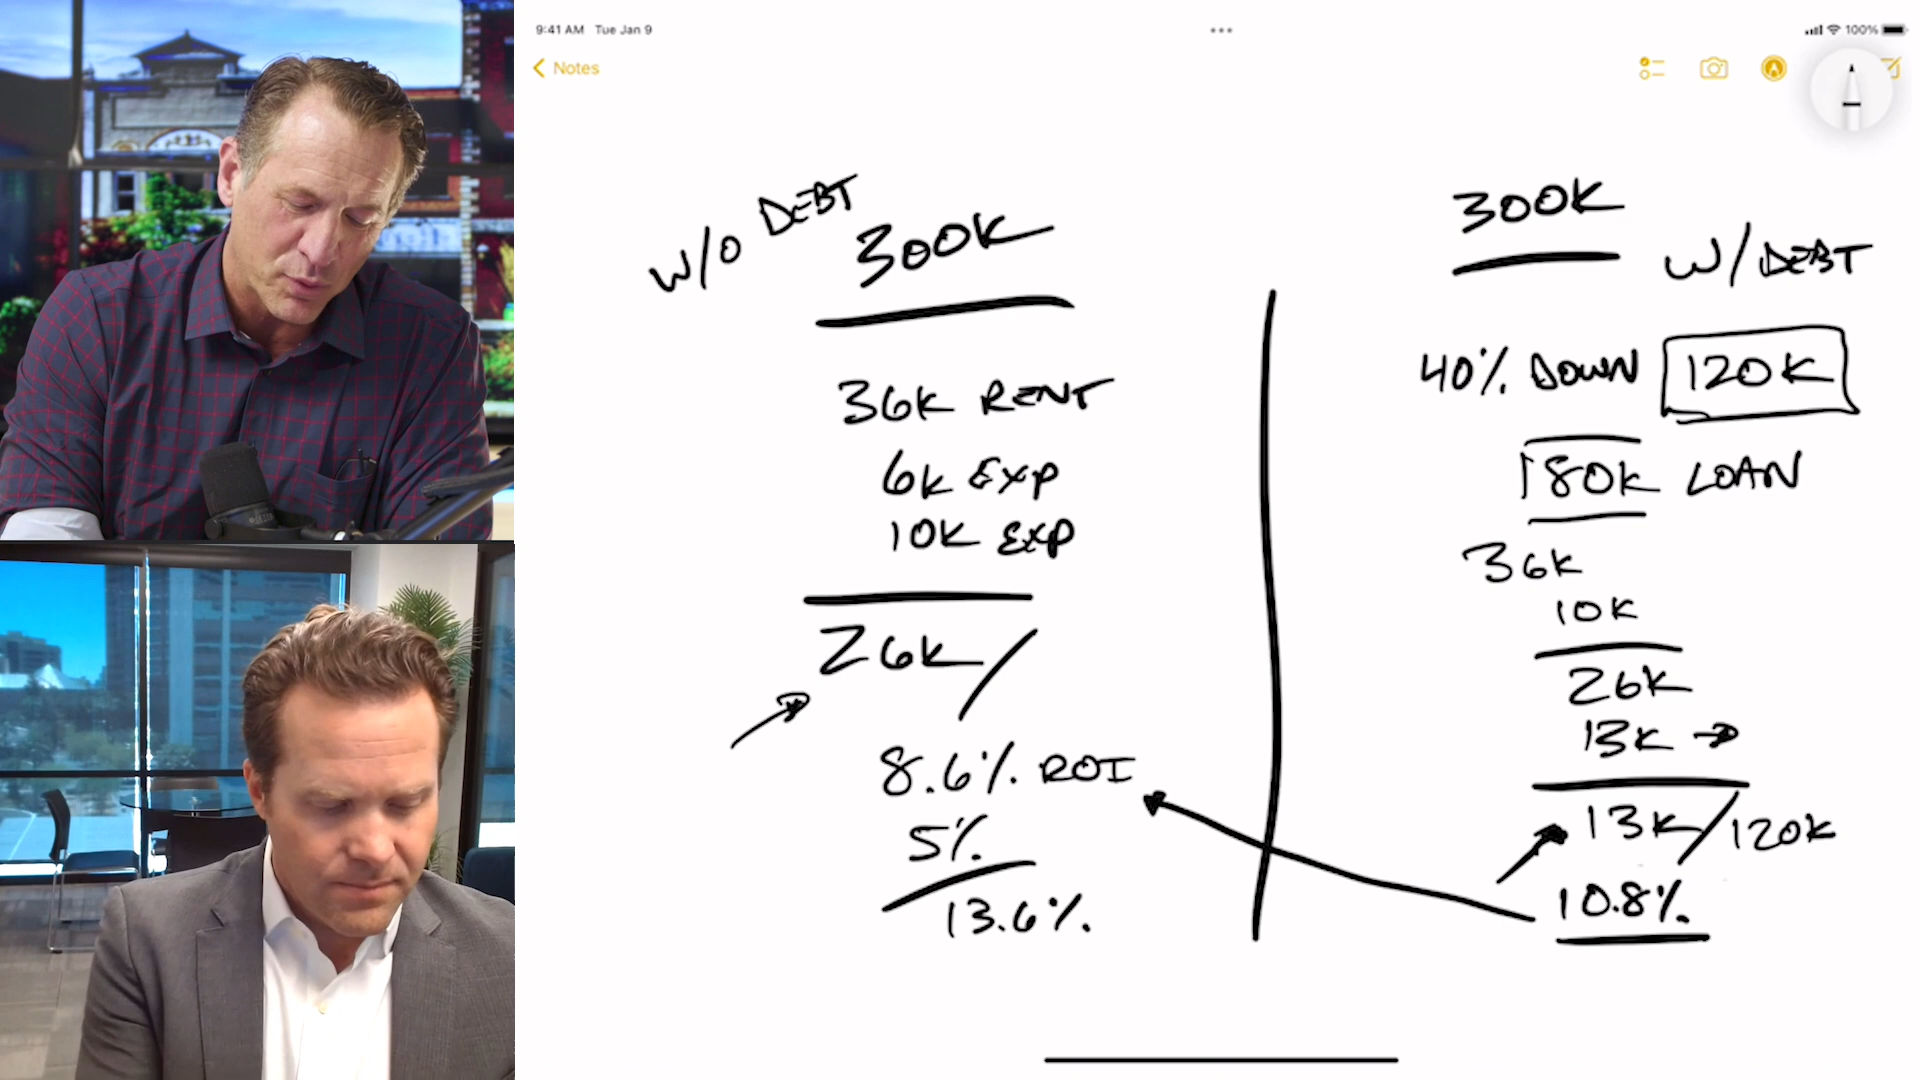 9:41 AM Tue Jan 9
100%
Notes
W/O DEBT
300K
36K RENT
6K EXP
10K EXP
26K/
8.6% ROI
5%
13.6%
300K
W/DEBT
40% DOWN 120K
180K LOAN
36K
10K
26K
13K →
13K/120K
10.8%